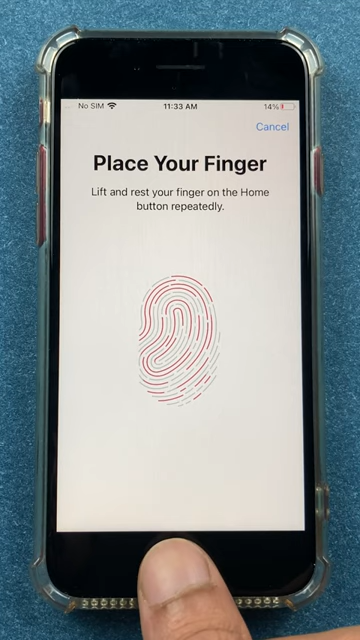 No SIM 11:33 AM 14%
Cancel
Place Your Finger
Lift and rest your finger on the Home
button repeatedly.